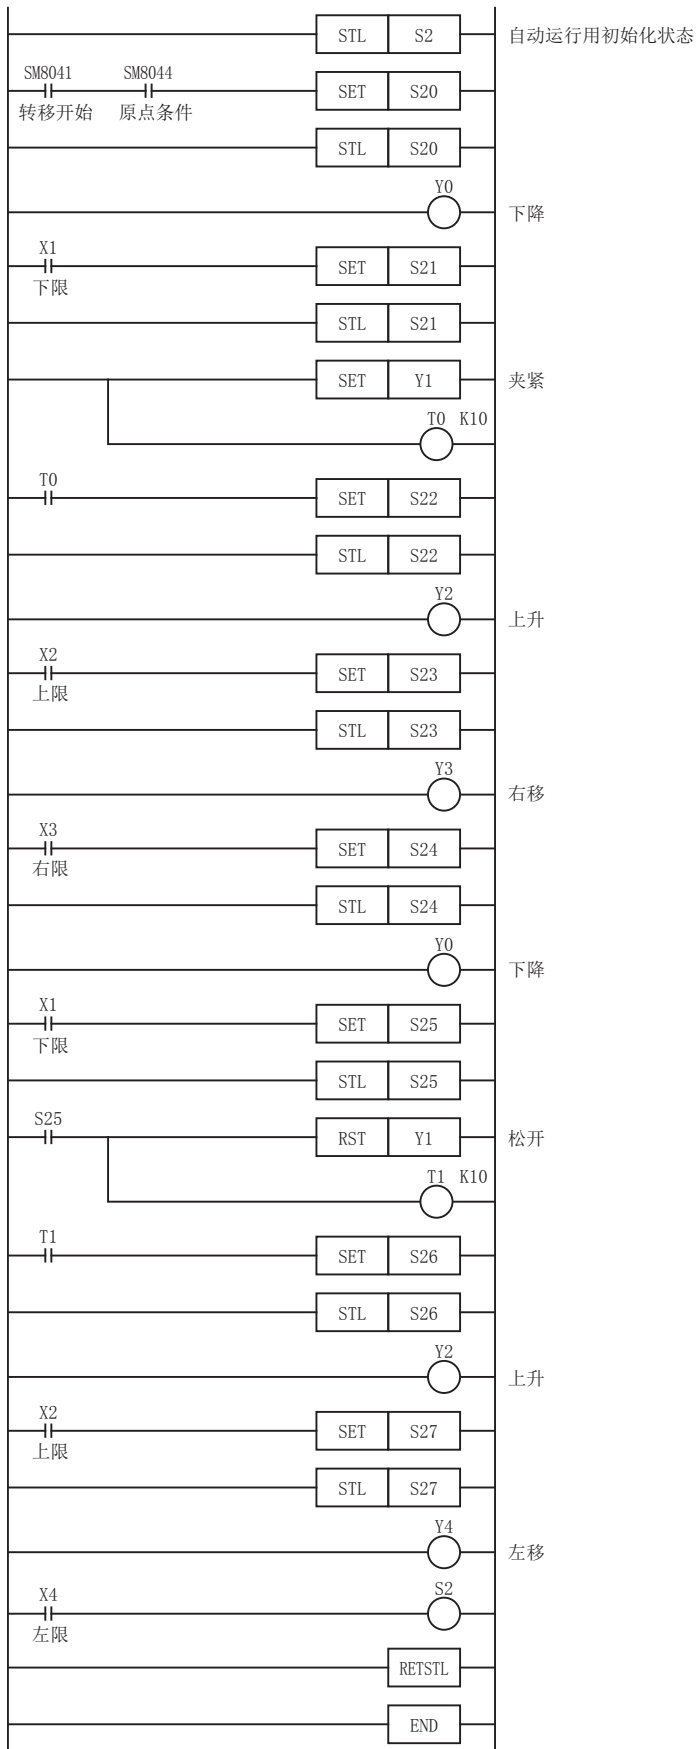 STL S2 自动运行用初始化状态
SM8041 SM8044
SET S20
转移开始 原点条件
STL S20
Y0
下降
X1
SET S21
下限
STL S21
SET Y1 夹紧
T0 K10
T0
SET S22
STL S22
Y2
上升
X2
SET S23
上限
STL S23
Y3
右移
X3
SET S24
右限
STL S24
Y0
下降
X1
SET S25
下限
STL S25
S25
RST Y1 松开
T1 K10
T1
SET S26
STL S26
Y2
上升
X2
SET S27
上限
STL S27
Y4
左移
X4 S2
左限
RETSTL
END